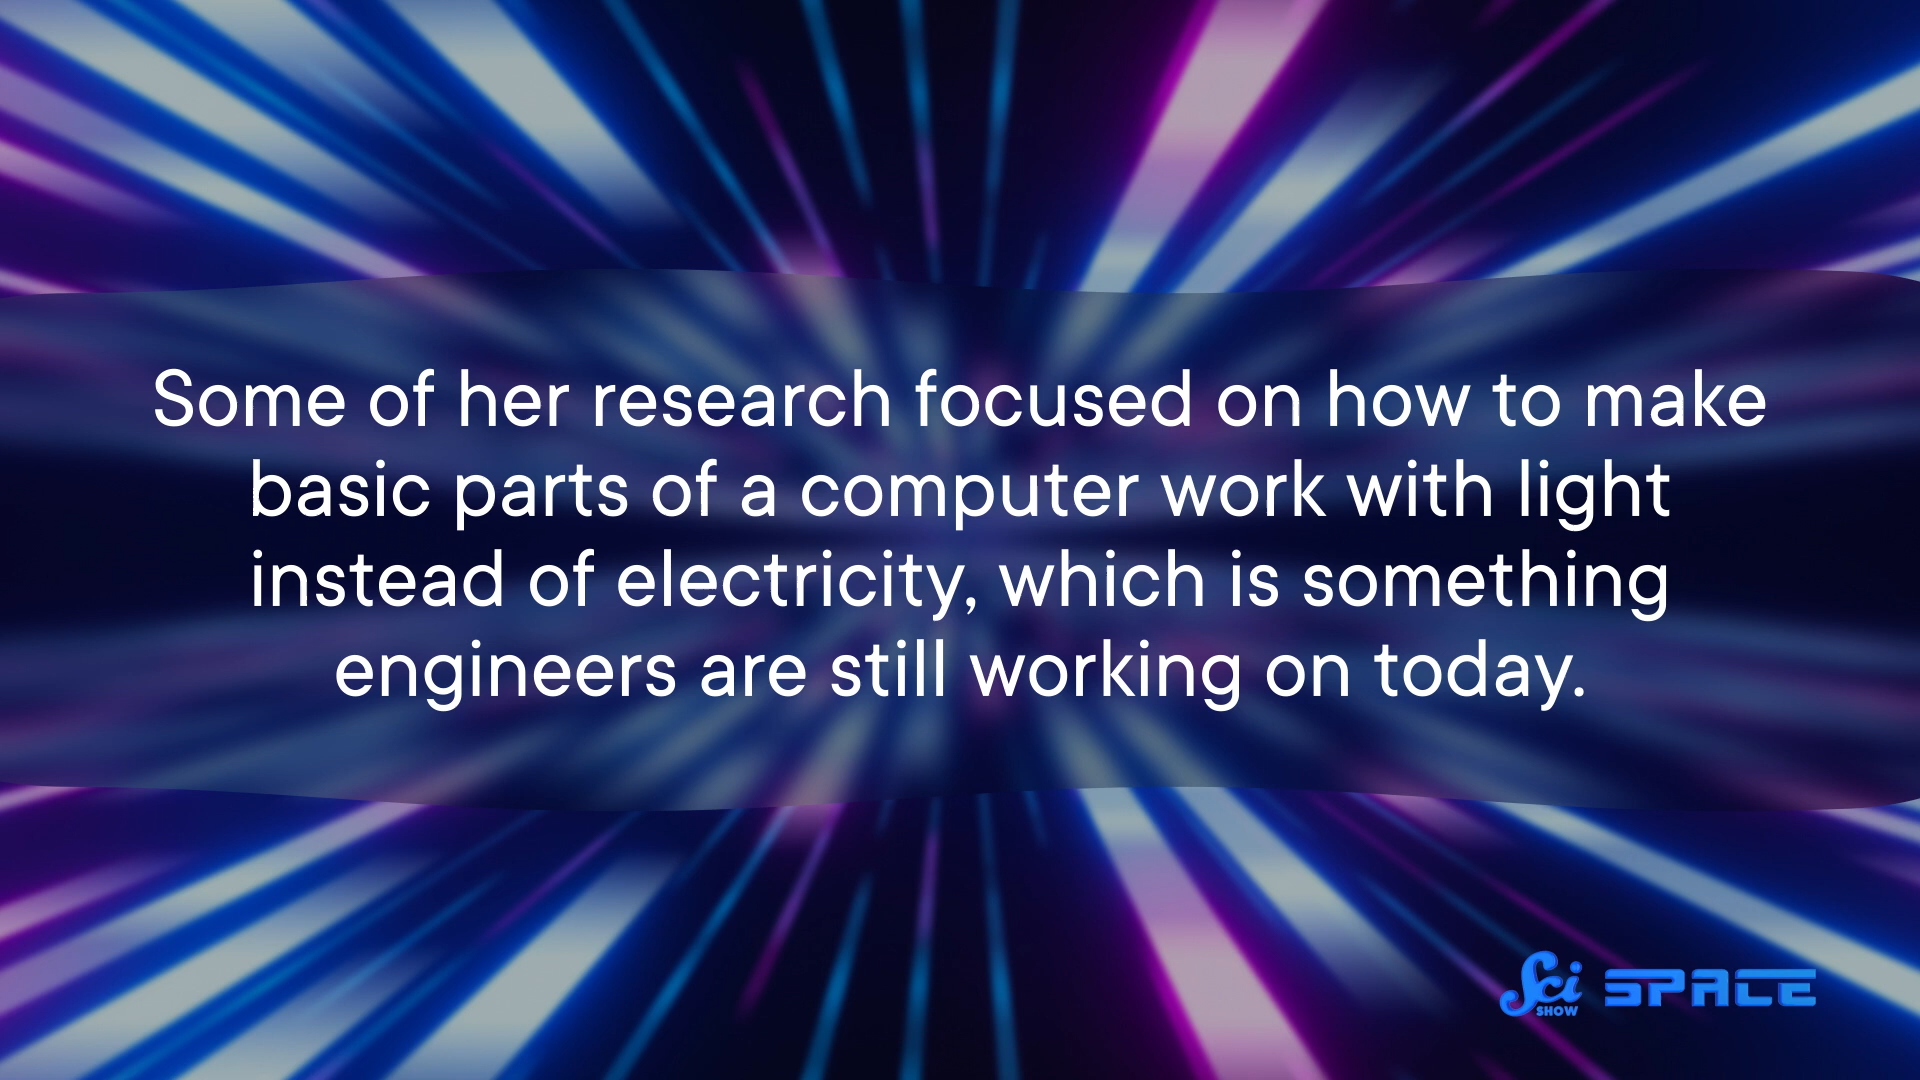 Some of her research focused on how to make
basic parts of a computer work with light
instead of electricity, which is something
engineers are still working on today.
Sci SHOW SPACE